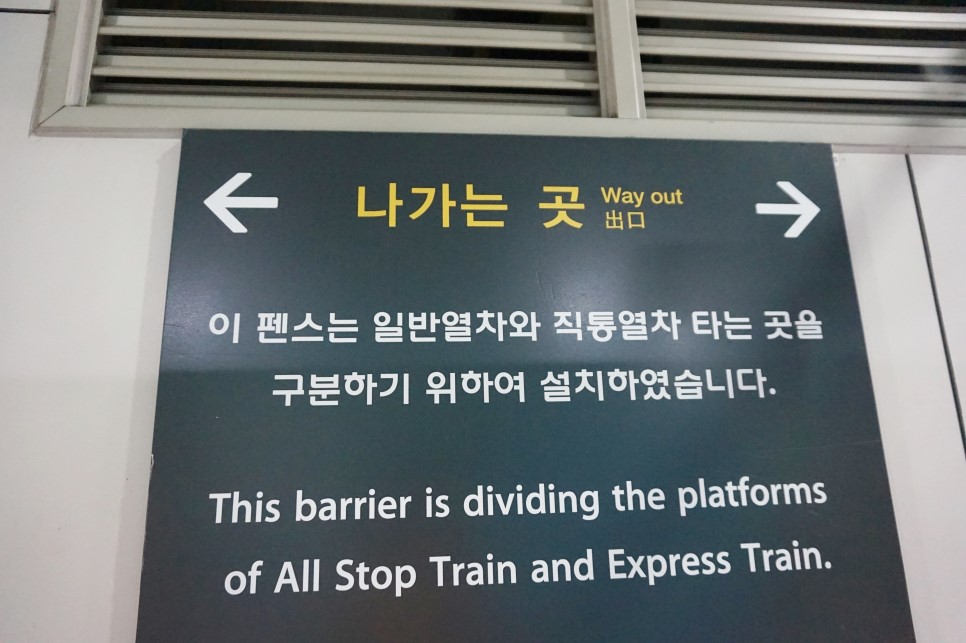 ← 나가는 곳 Way out →
出口
이 펜스는 일반열차와 직통열차 타는 곳을
구분하기 위하여 설치하였습니다.
This barrier is dividing the platforms
of All Stop Train and Express Train.